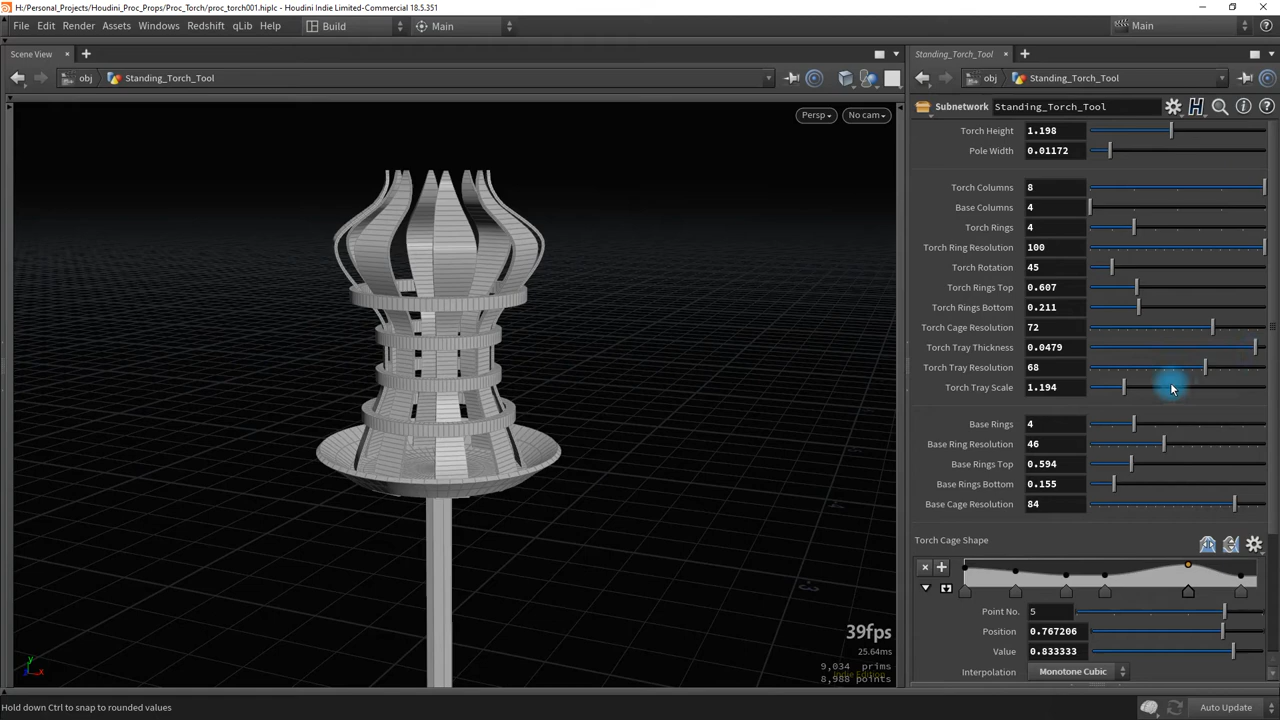 H:/Personal_Projects/Houdini_Proc_Props/Proc_Torch/proc_torch001.hiplc - Houdini Indie Limited-Commercial 18.5.351
File Edit Render Assets Windows Redshift qLib Help Build Main Main
Scene View
obj Standing_Torch_Tool
Persp No cam
39fps
25.64ms
9,034 prims
8,988 points
Standing_Torch_Tool
obj Standing_Torch_Tool
Subnetwork Standing_Torch_Tool
Torch Height 1.198
Pole Width 0.01172
Torch Columns 8
Base Columns 4
Torch Rings 4
Torch Ring Resolution 100
Torch Rotation 45
Torch Rings Top 0.607
Torch Rings Bottom 0.211
Torch Cage Resolution 72
Torch Tray Thickness 0.0479
Torch Tray Resolution 68
Torch Tray Scale 1.194
Base Rings 4
Base Ring Resolution 46
Base Rings Top 0.594
Base Rings Bottom 0.155
Base Cage Resolution 84
Torch Cage Shape
Point No. 5
Position 0.767206
Value 0.833333
Interpolation Monotone Cubic
Hold down Ctrl to snap to rounded values
Auto Update